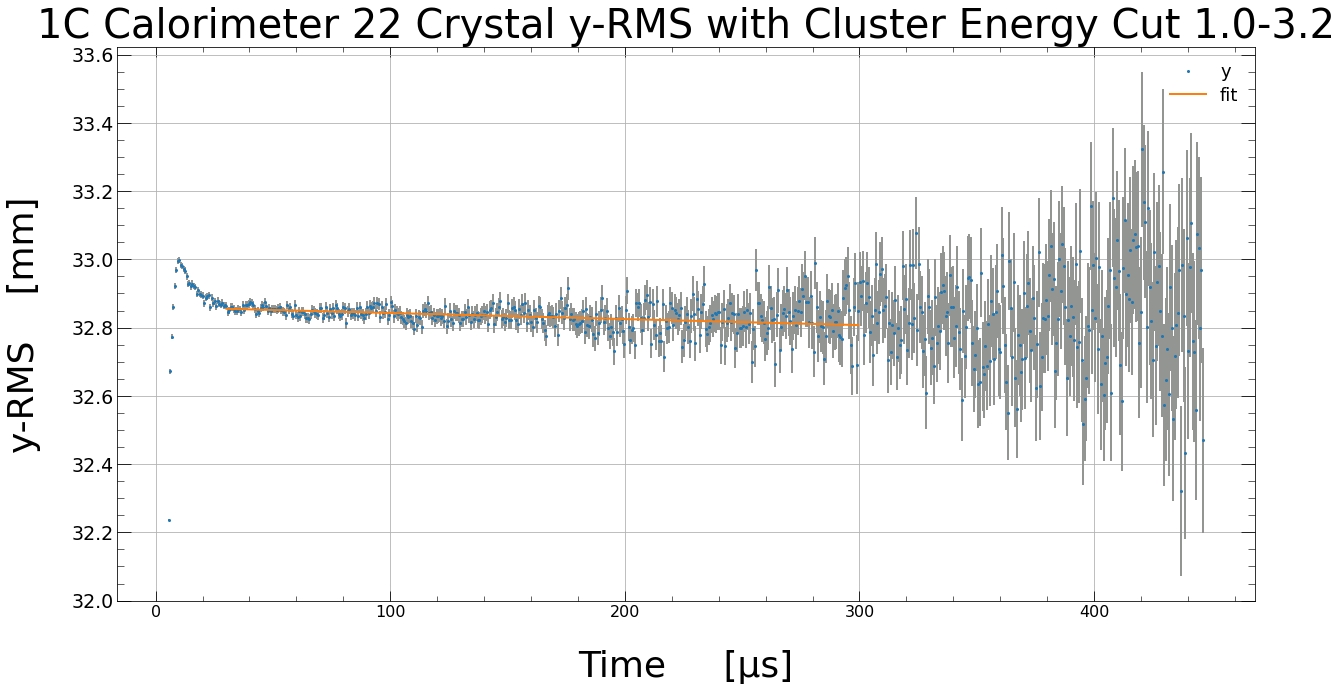 1C Calorimeter 22 Crystal y-RMS with Cluster Energy Cut 1.0-3.2
y
fit
33.6
33.4
33.2
33.0
32.8
32.6
32.4
32.2
32.0
y-RMS [mm]
0 100 200 300 400
Time [µs]